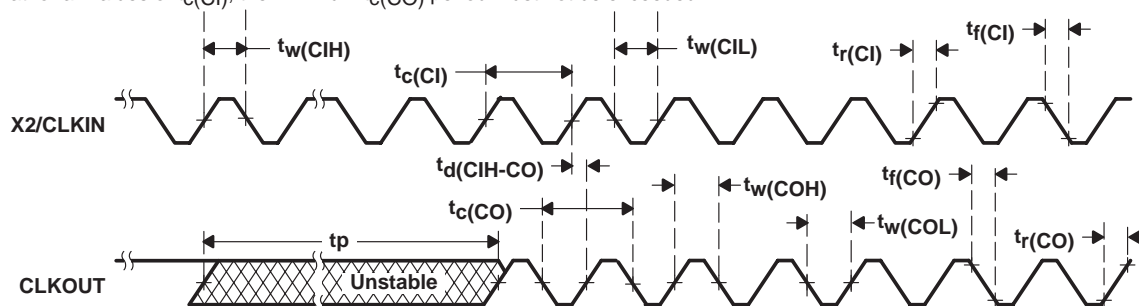 tw(CIH)
tw(CIL)
tr(CI)
tf(CI)
tc(CI)
X2/CLKIN
td(CIH-CO)
tw(COH)
tf(CO)
tc(CO)
tw(COL)
tr(CO)
tp
CLKOUT
Unstable